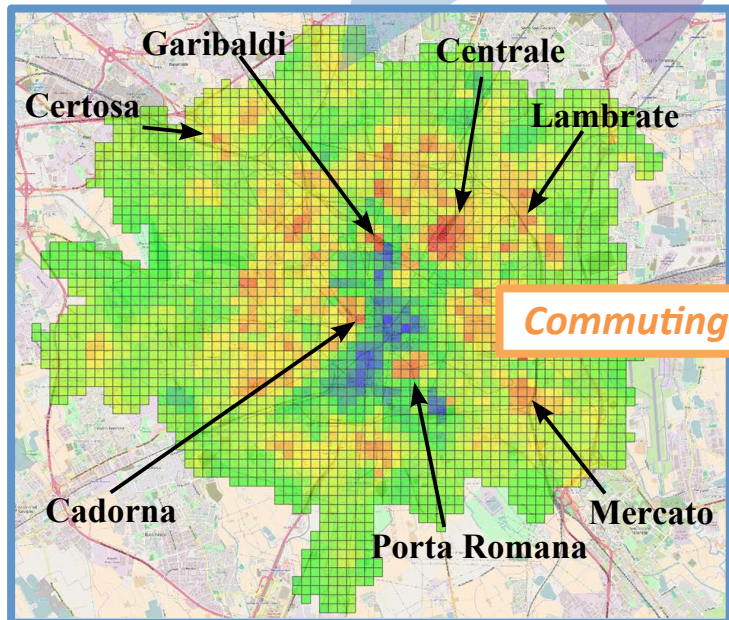 Garibaldi
Centrale
Certosa
Lambrate
Commuting
Cadorna
Mercato
Porta Romana